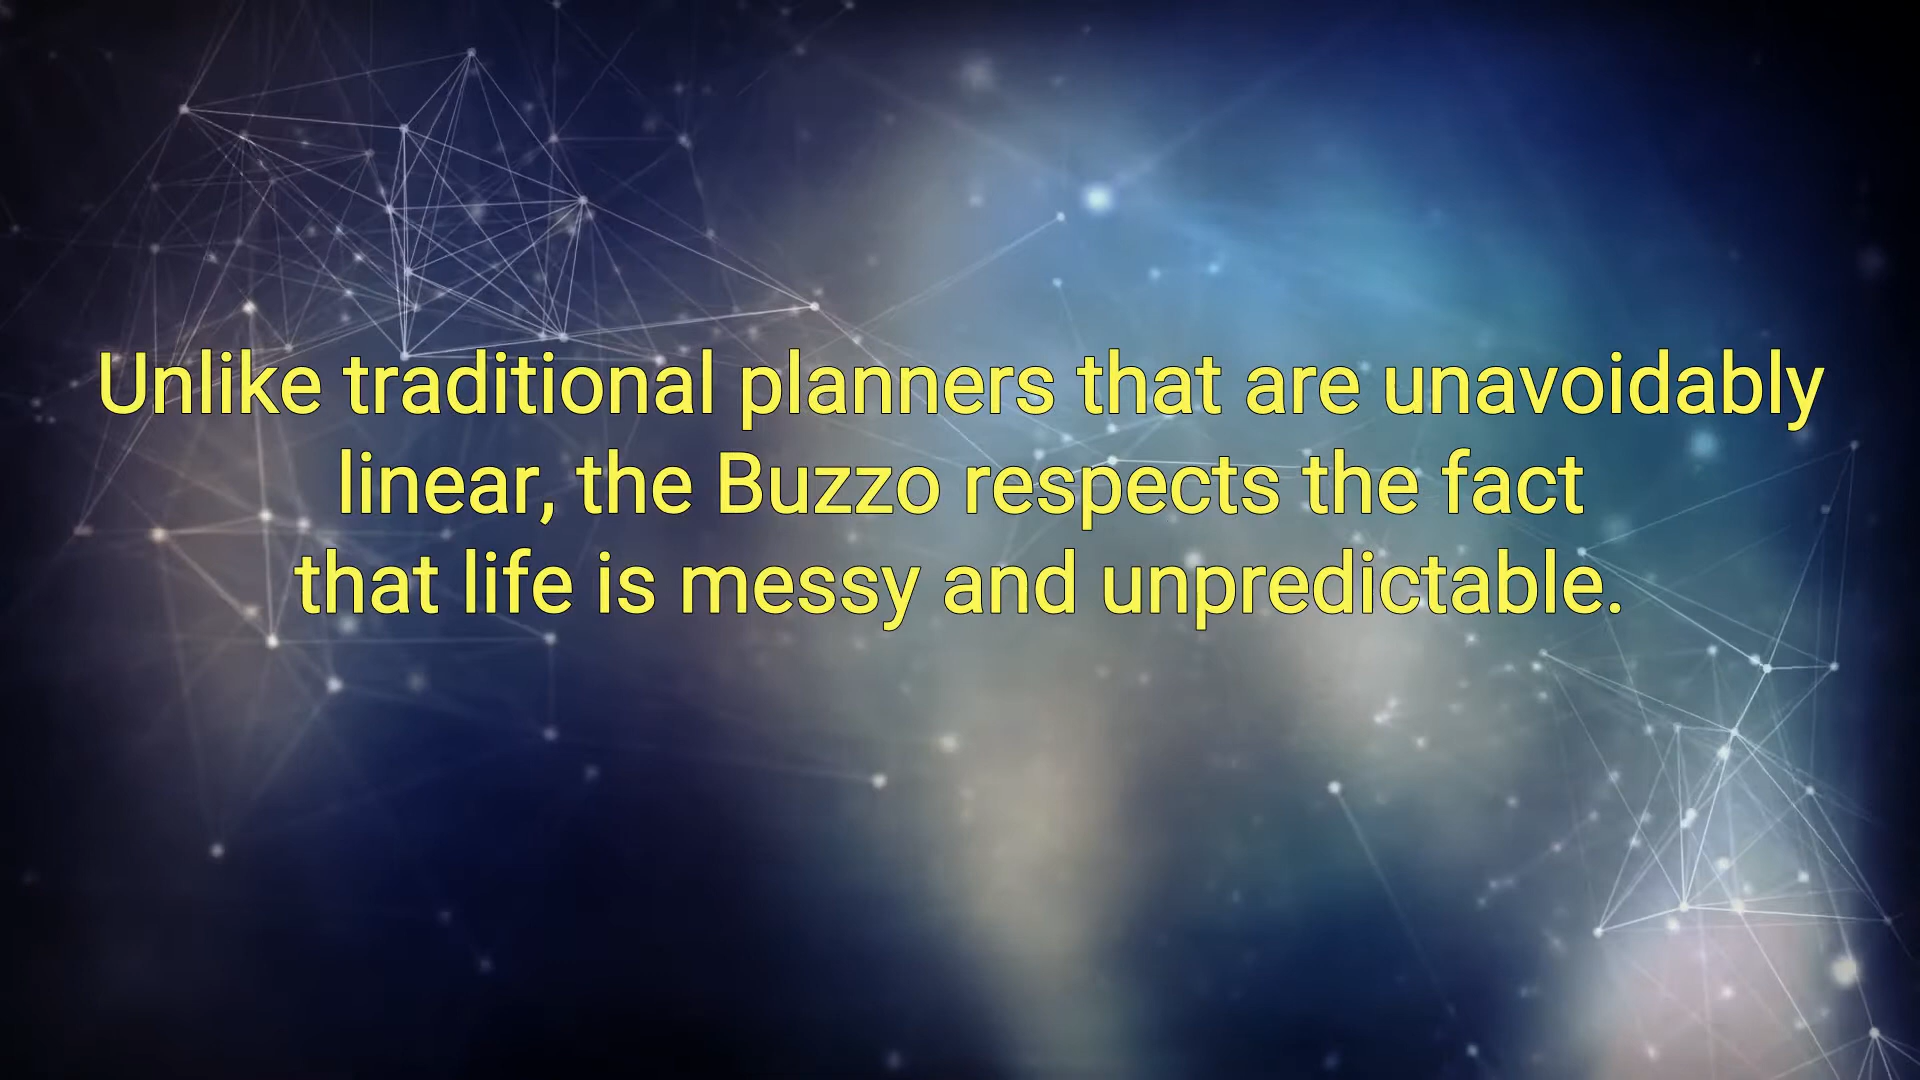 Unlike traditional planners that are unavoidably
linear, the Buzzo respects the fact
that life is messy and unpredictable.